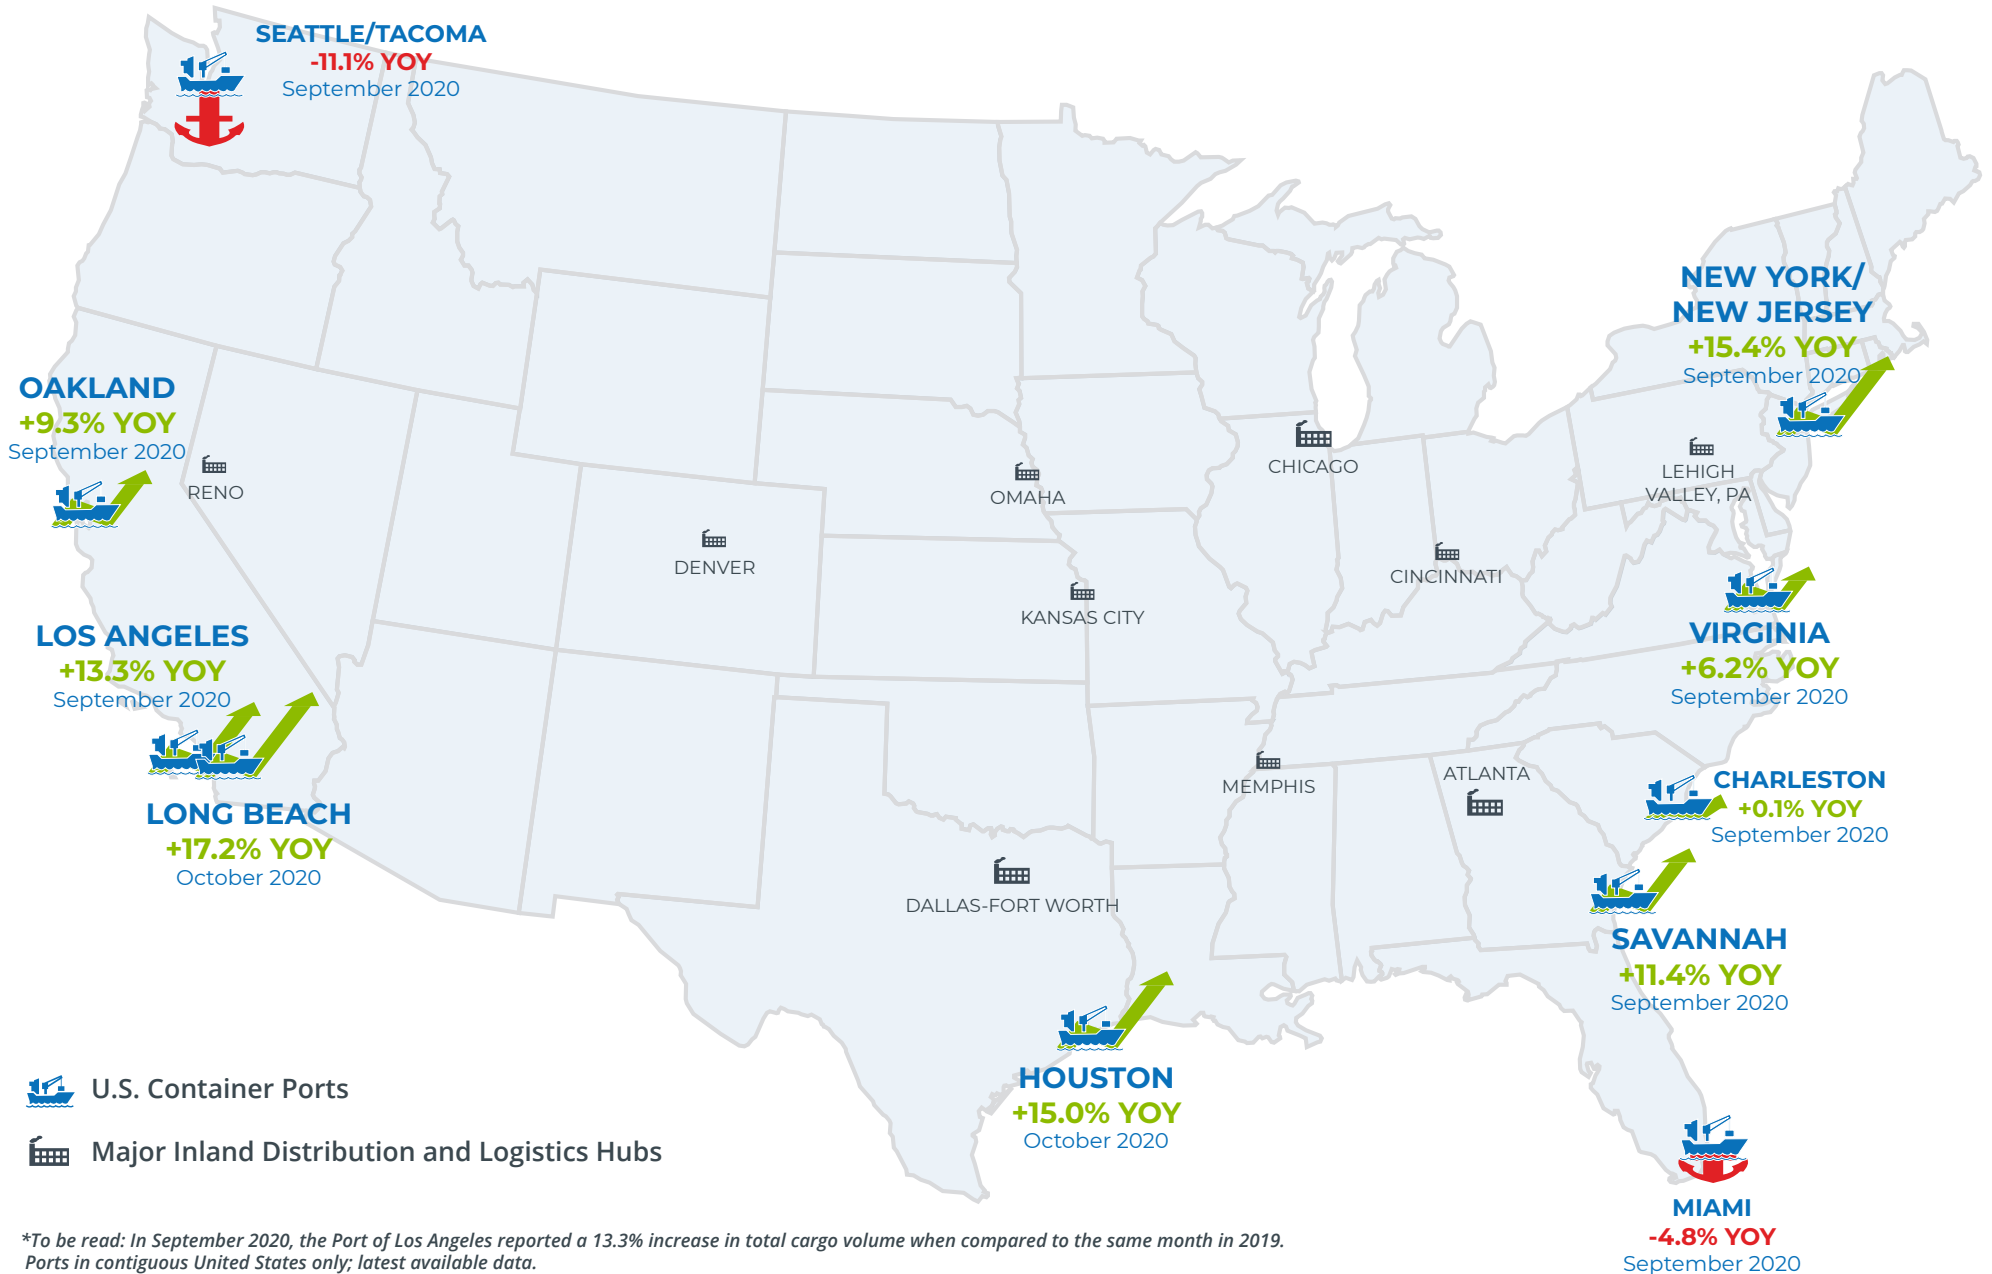 SEATTLE/TACOMA
-11.1% YOY
September 2020
NEW YORK/
NEW JERSEY
+15.4% YOY
September 2020
OAKLAND
+9.3% YOY
September 2020
RENO
OMAHA
CHICAGO
LEHIGH
VALLEY, PA
DENVER
CINCINNATI
KANSAS CITY
LOS ANGELES
+13.3% YOY
September 2020
VIRGINIA
+6.2% YOY
September 2020
LONG BEACH
+17.2% YOY
October 2020
MEMPHIS
ATLANTA
CHARLESTON
+0.1% YOY
September 2020
DALLAS-FORT WORTH
SAVANNAH
+11.4% YOY
September 2020
HOUSTON
+15.0% YOY
October 2020
MIAMI
-4.8% YOY
September 2020
U.S. Container Ports
Major Inland Distribution and Logistics Hubs
*To be read: In September 2020, the Port of Los Angeles reported a 13.3% increase in total cargo volume when compared to the same month in 2019.
Ports in contiguous United States only; latest available data.